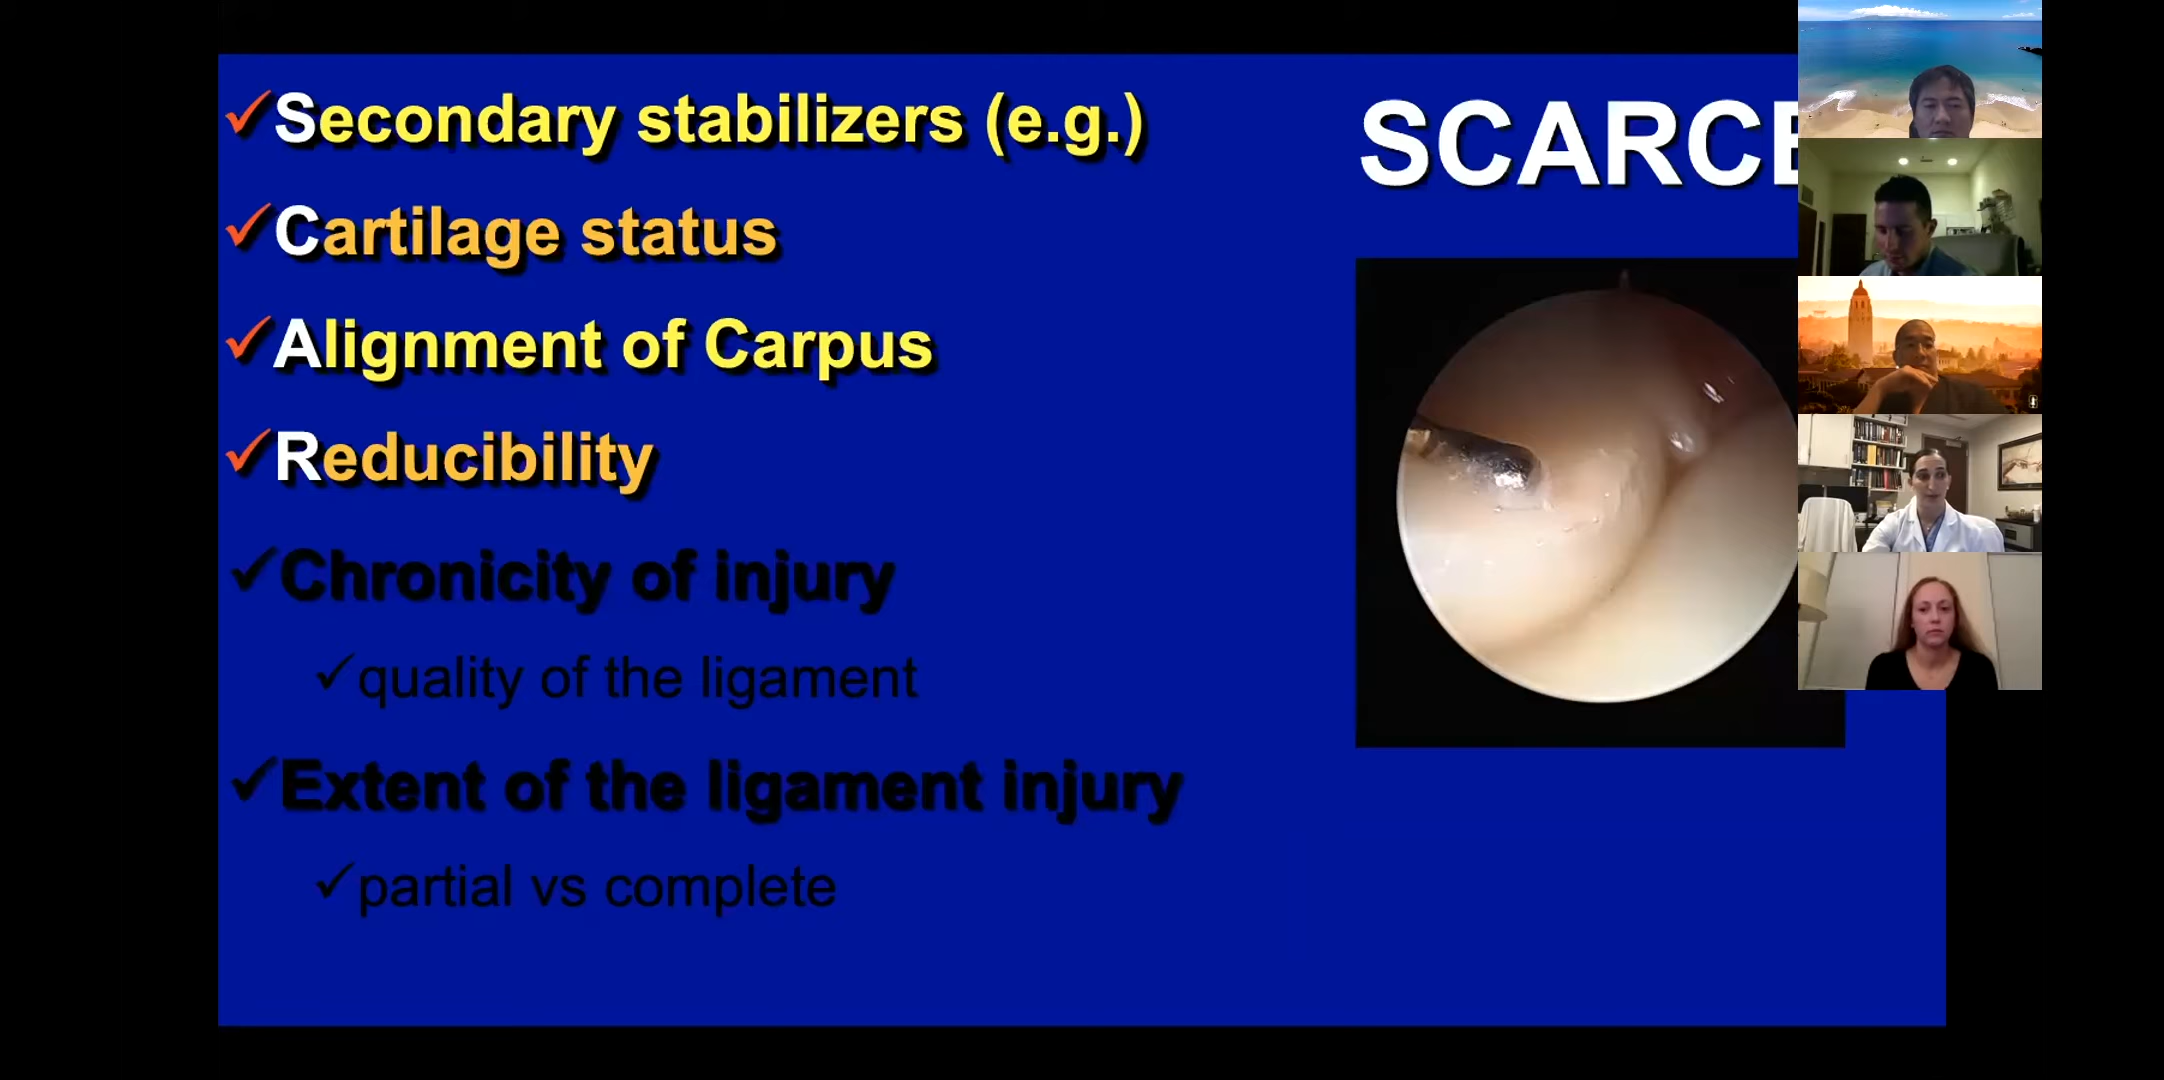 ✓Secondary stabilizers (e.g.)
SCARCE
✓Cartilage status
✓Alignment of Carpus
✓Reducibility
✓Chronicity of injury
✓quality of the ligament
✓Extent of the ligament injury
✓partial vs complete